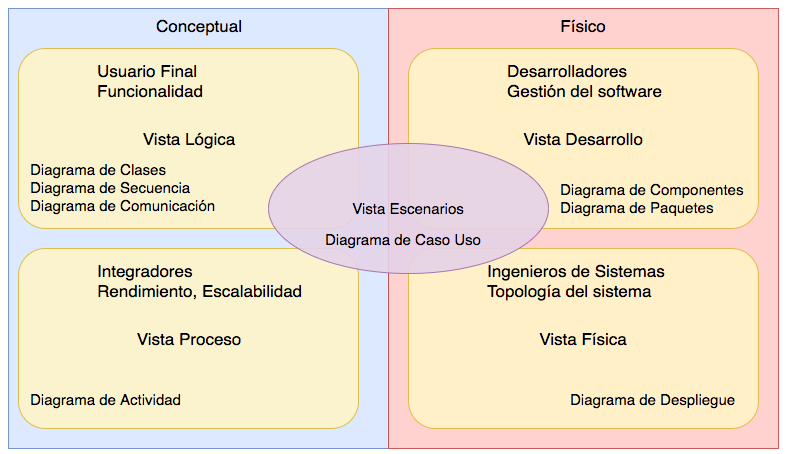 Conceptual
Físico
Usuario Final
Funcionalidad
Vista Lógica
Diagrama de Clases
Diagrama de Secuencia
Diagrama de Comunicación
Desarrolladores
Gestión del software
Vista Desarrollo
Diagrama de Componentes
Diagrama de Paquetes
Vista Escenarios
Diagrama de Caso Uso
Integradores
Rendimiento, Escalabilidad
Vista Proceso
Diagrama de Actividad
Ingenieros de Sistemas
Topología del sistema
Vista Física
Diagrama de Despliegue